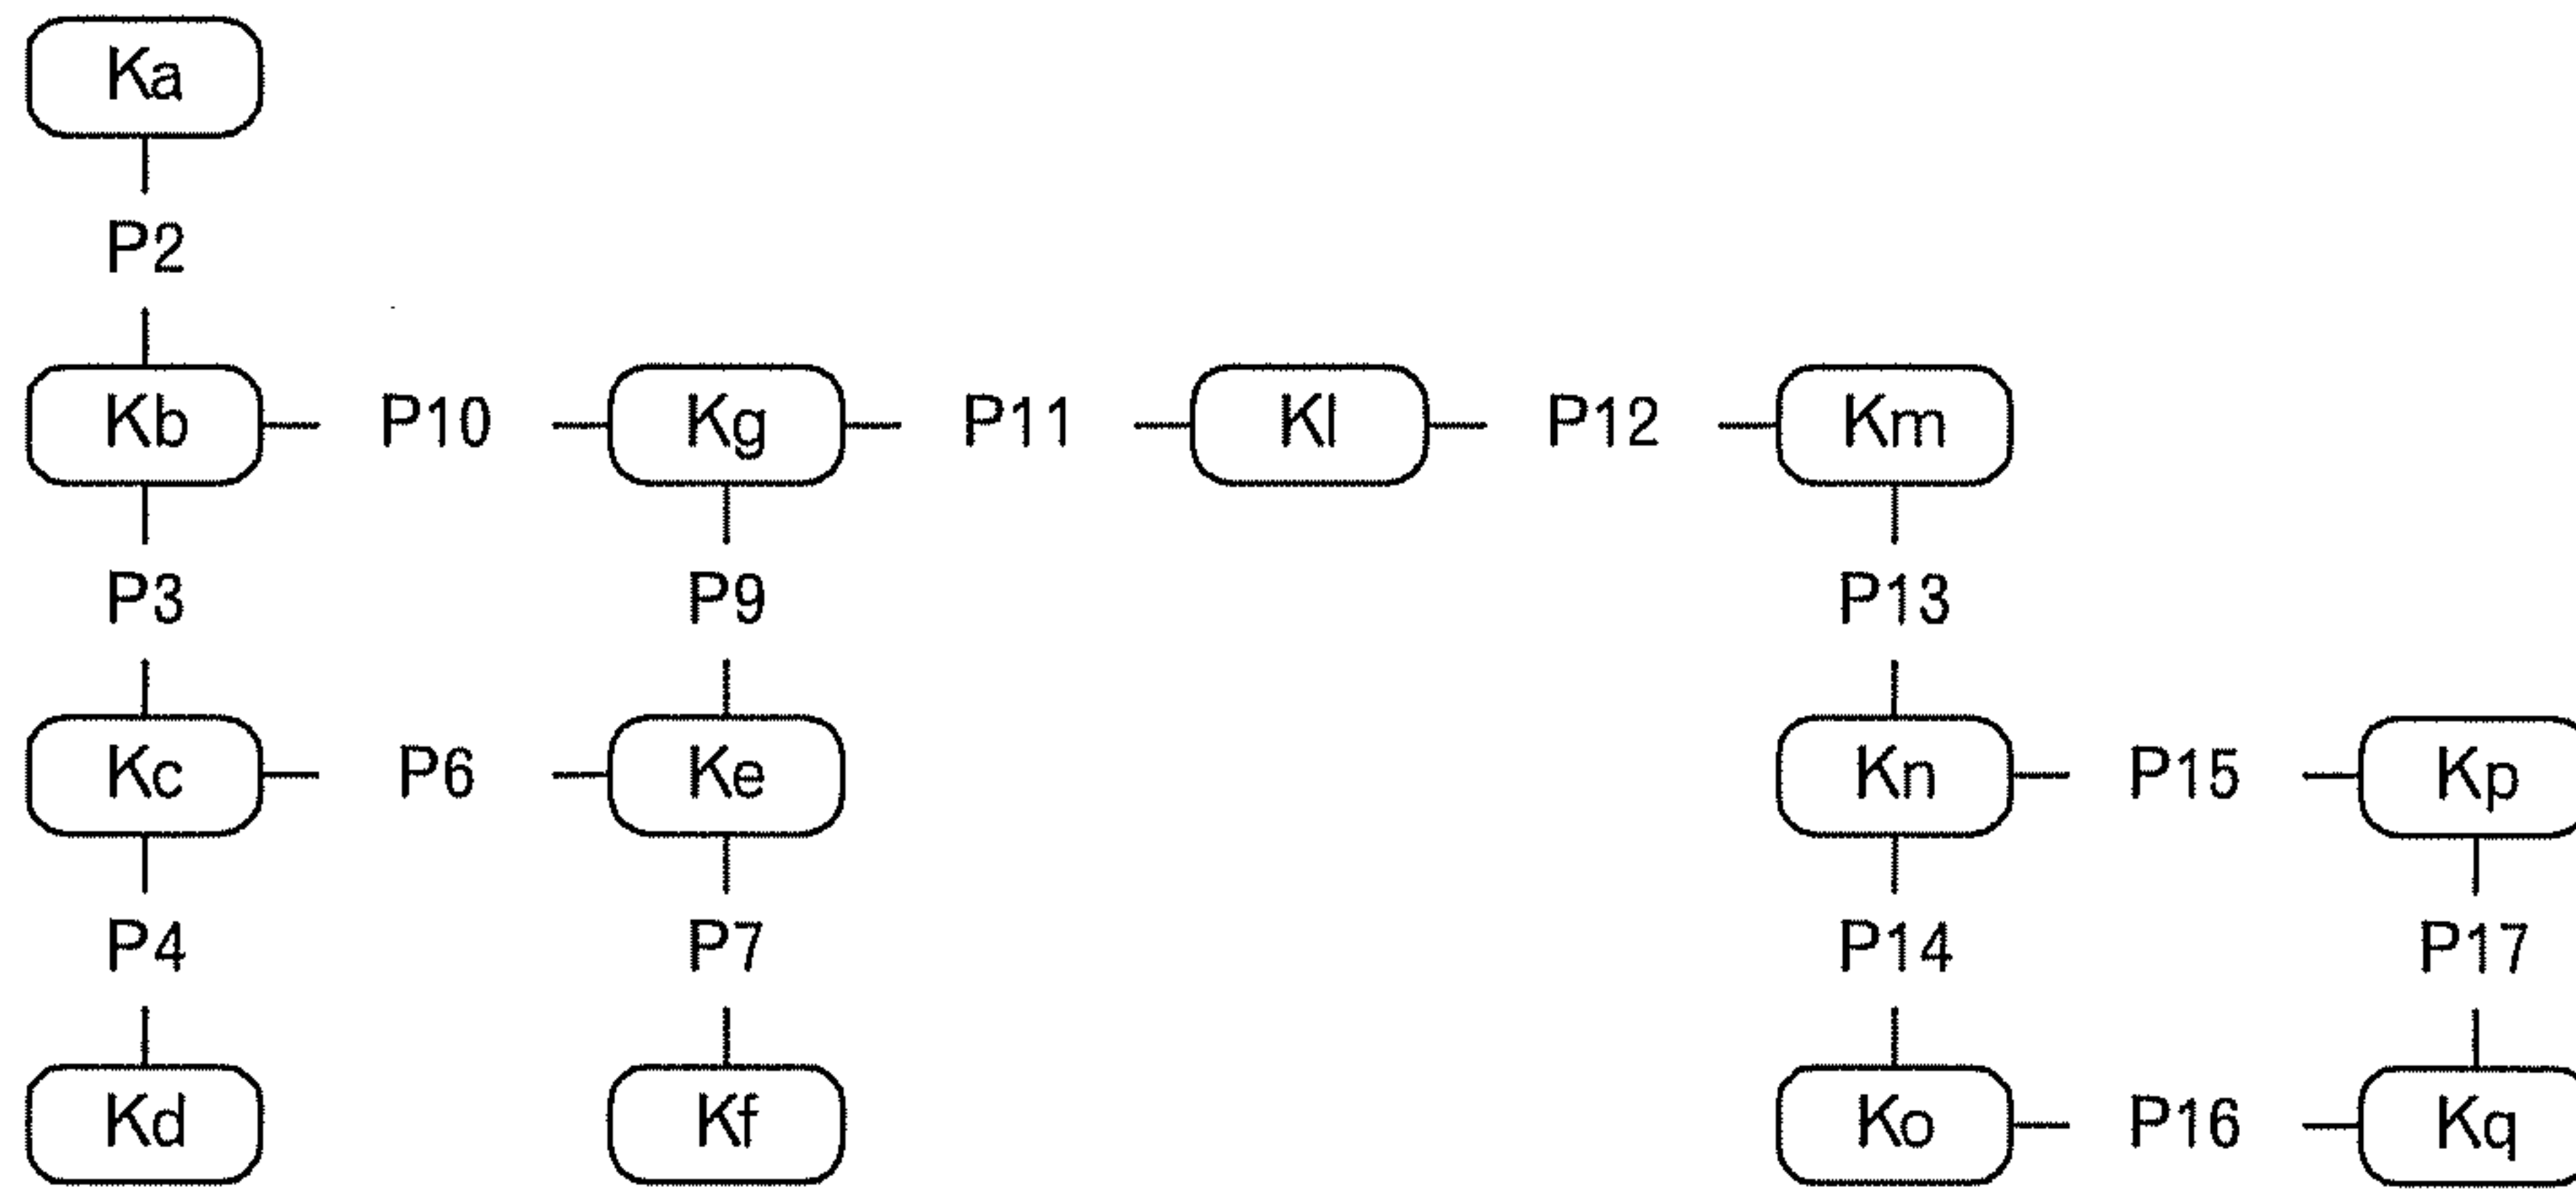 Ka
P2
Kb P10 Kg P11 Kl P12 Km
P3 P9 P13
Kc P6 Ke Kn P15 Kp
P4 P7 P14 P17
Kd Kf Ko P16 Kq